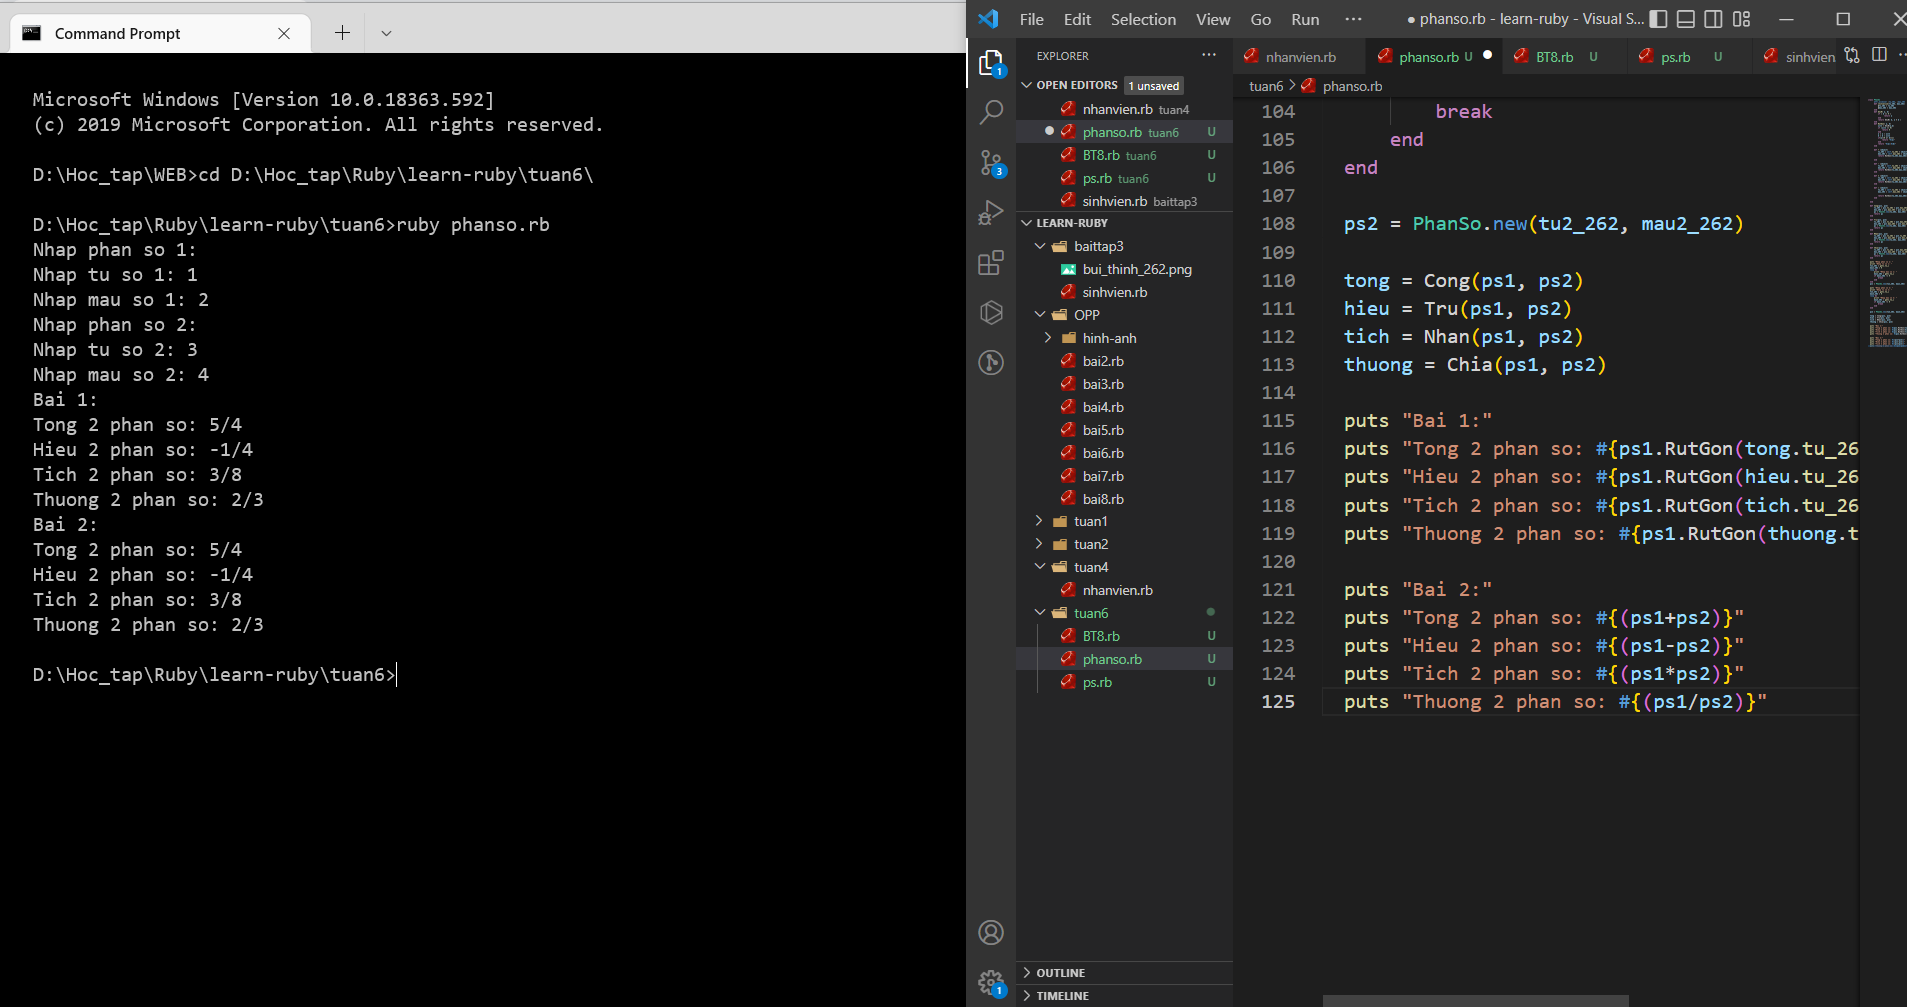 Command Prompt
Microsoft Windows [Version 10.0.18363.592]
(c) 2019 Microsoft Corporation. All rights reserved.
D:\Hoc_tap\WEB>cd D:\Hoc_tap\Ruby\learn-ruby\tuan6\
D:\Hoc_tap\Ruby\learn-ruby\tuan6>ruby phanso.rb
Nhap phan so 1:
Nhap tu so 1: 1
Nhap mau so 1: 2
Nhap phan so 2:
Nhap tu so 2: 3
Nhap mau so 2: 4
Bai 1:
Tong 2 phan so: 5/4
Hieu 2 phan so: -1/4
Tich 2 phan so: 3/8
Thuong 2 phan so: 2/3
Bai 2:
Tong 2 phan so: 5/4
Hieu 2 phan so: -1/4
Tich 2 phan so: 3/8
Thuong 2 phan so: 2/3
D:\Hoc_tap\Ruby\learn-ruby\tuan6>
File Edit Selection View Go Run ··· ● phanso.rb - learn-ruby - Visual S...
1
3
1
EXPLORER ···
OPEN EDITORS 1 unsaved
nhanvien.rb tuan4
phanso.rb tuan6 U
BT8.rb tuan6 U
ps.rb tuan6 U
sinhvien.rb baittap3
LEARN-RUBY
baittap3
bui_thinh_262.png
sinhvien.rb
OPP
hinh-anh
bai2.rb
bai3.rb
bai4.rb
bai5.rb
bai6.rb
bai7.rb
bai8.rb
tuan1
tuan2
tuan4
nhanvien.rb
tuan6
BT8.rb U
phanso.rb U
ps.rb U
OUTLINE
TIMELINE
nhanvien.rb phanso.rb U ● BT8.rb U ps.rb U sinhvien
tuan6 > phanso.rb
104 break
105 end
106 end
107
108 ps2 = PhanSo.new(tu2_262, mau2_262)
109
110 tong = Cong(ps1, ps2)
111 hieu = Tru(ps1, ps2)
112 tich = Nhan(ps1, ps2)
113 thuong = Chia(ps1, ps2)
114
115 puts "Bai 1:"
116 puts "Tong 2 phan so: #{ps1.RutGon(tong.tu_26
117 puts "Hieu 2 phan so: #{ps1.RutGon(hieu.tu_26
118 puts "Tich 2 phan so: #{ps1.RutGon(tich.tu_26
119 puts "Thuong 2 phan so: #{ps1.RutGon(thuong.t
120
121 puts "Bai 2:"
122 puts "Tong 2 phan so: #{(ps1+ps2)}"
123 puts "Hieu 2 phan so: #{(ps1-ps2)}"
124 puts "Tich 2 phan so: #{(ps1*ps2)}"
125 puts "Thuong 2 phan so: #{(ps1/ps2)}"